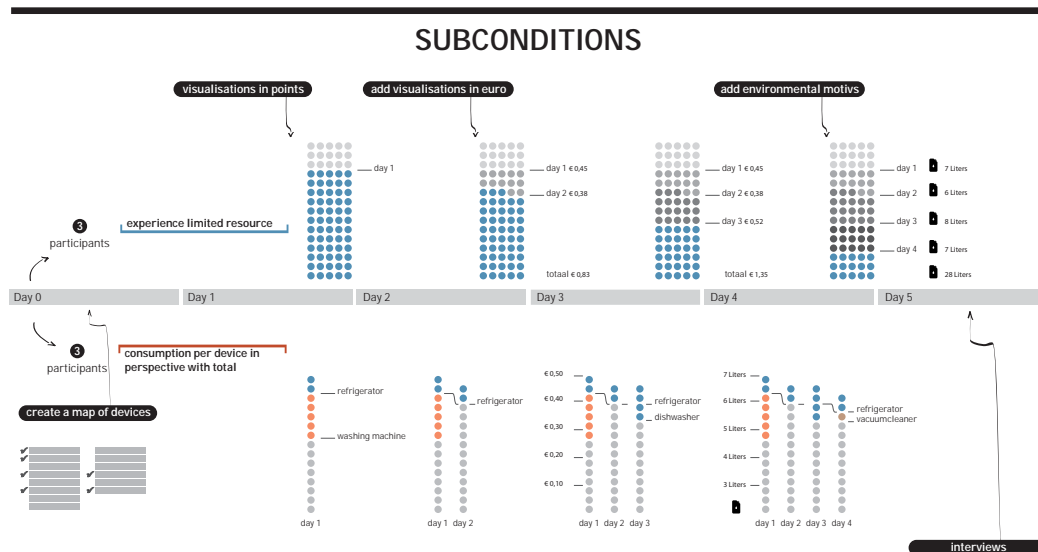 SUBCONDITIONS
visualisations in points
add visualisations in euro
add environmental motivs
day 1
day 1 € 0,45
day 2 € 0,38
totaal € 0,83
day 1 € 0,45
day 2 € 0,38
day 3 € 0,52
totaal € 1,35
day 1 7 Liters
day 2 6 Liters
day 3 8 Liters
day 4 7 Liters
28 Liters
3
participants
experience limited resource
Day 0
Day 1
Day 2
Day 3
Day 4
Day 5
3
participants
consumption per device in
perspective with total
create a map of devices
refrigerator
washing machine
day 1
refrigerator
day 1 day 2
€ 0,50
€ 0,40
€ 0,30
€ 0,20
€ 0,10
refrigerator
dishwasher
day 1 day 2 day 3
7 Liters
6 Liters
5 Liters
4 Liters
3 Liters
refrigerator
vacuumcleaner
day 1 day 2 day 3 day 4
interviews